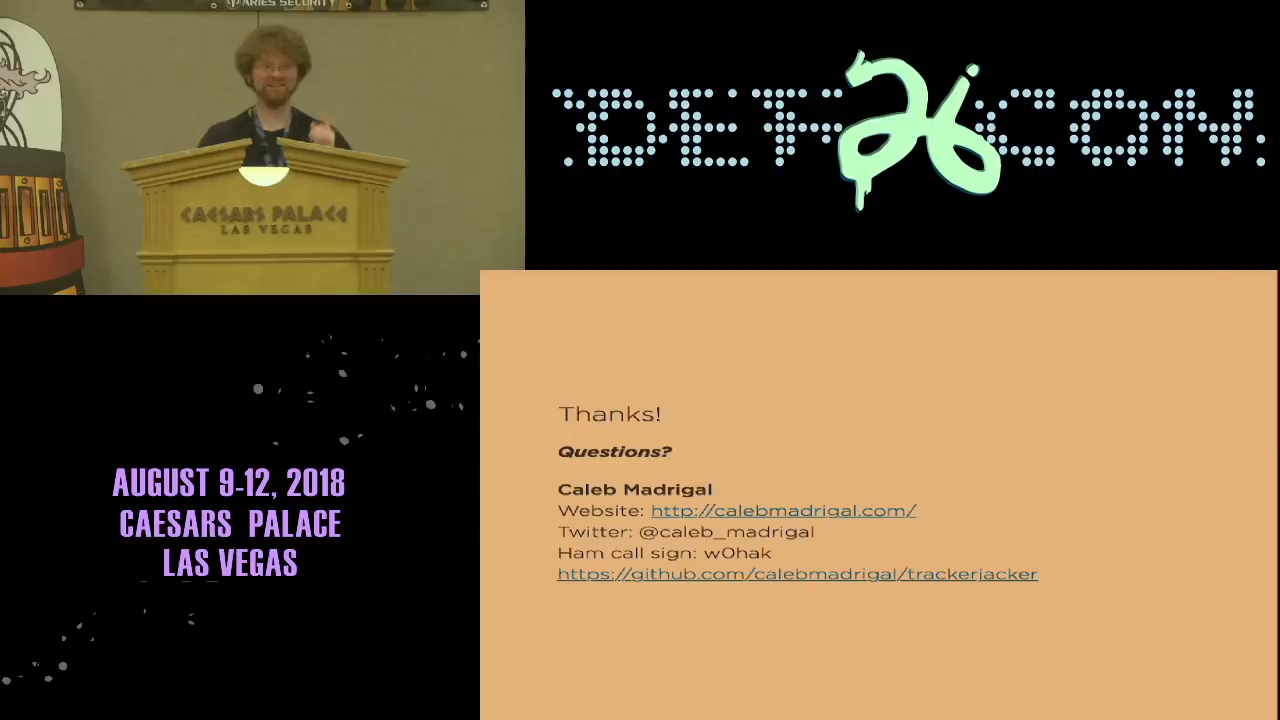 ARIES SECURITY
DEF 26 CON
CAESARS PALACE
LAS VEGAS
AUGUST 9-12, 2018
CAESARS PALACE
LAS VEGAS
Thanks!
Questions?
Caleb Madrigal
Website: http://calebmadrigal.com/
Twitter: @caleb_madrigal
Ham call sign: w0hak
https://github.com/calebmadrigal/trackerjacker